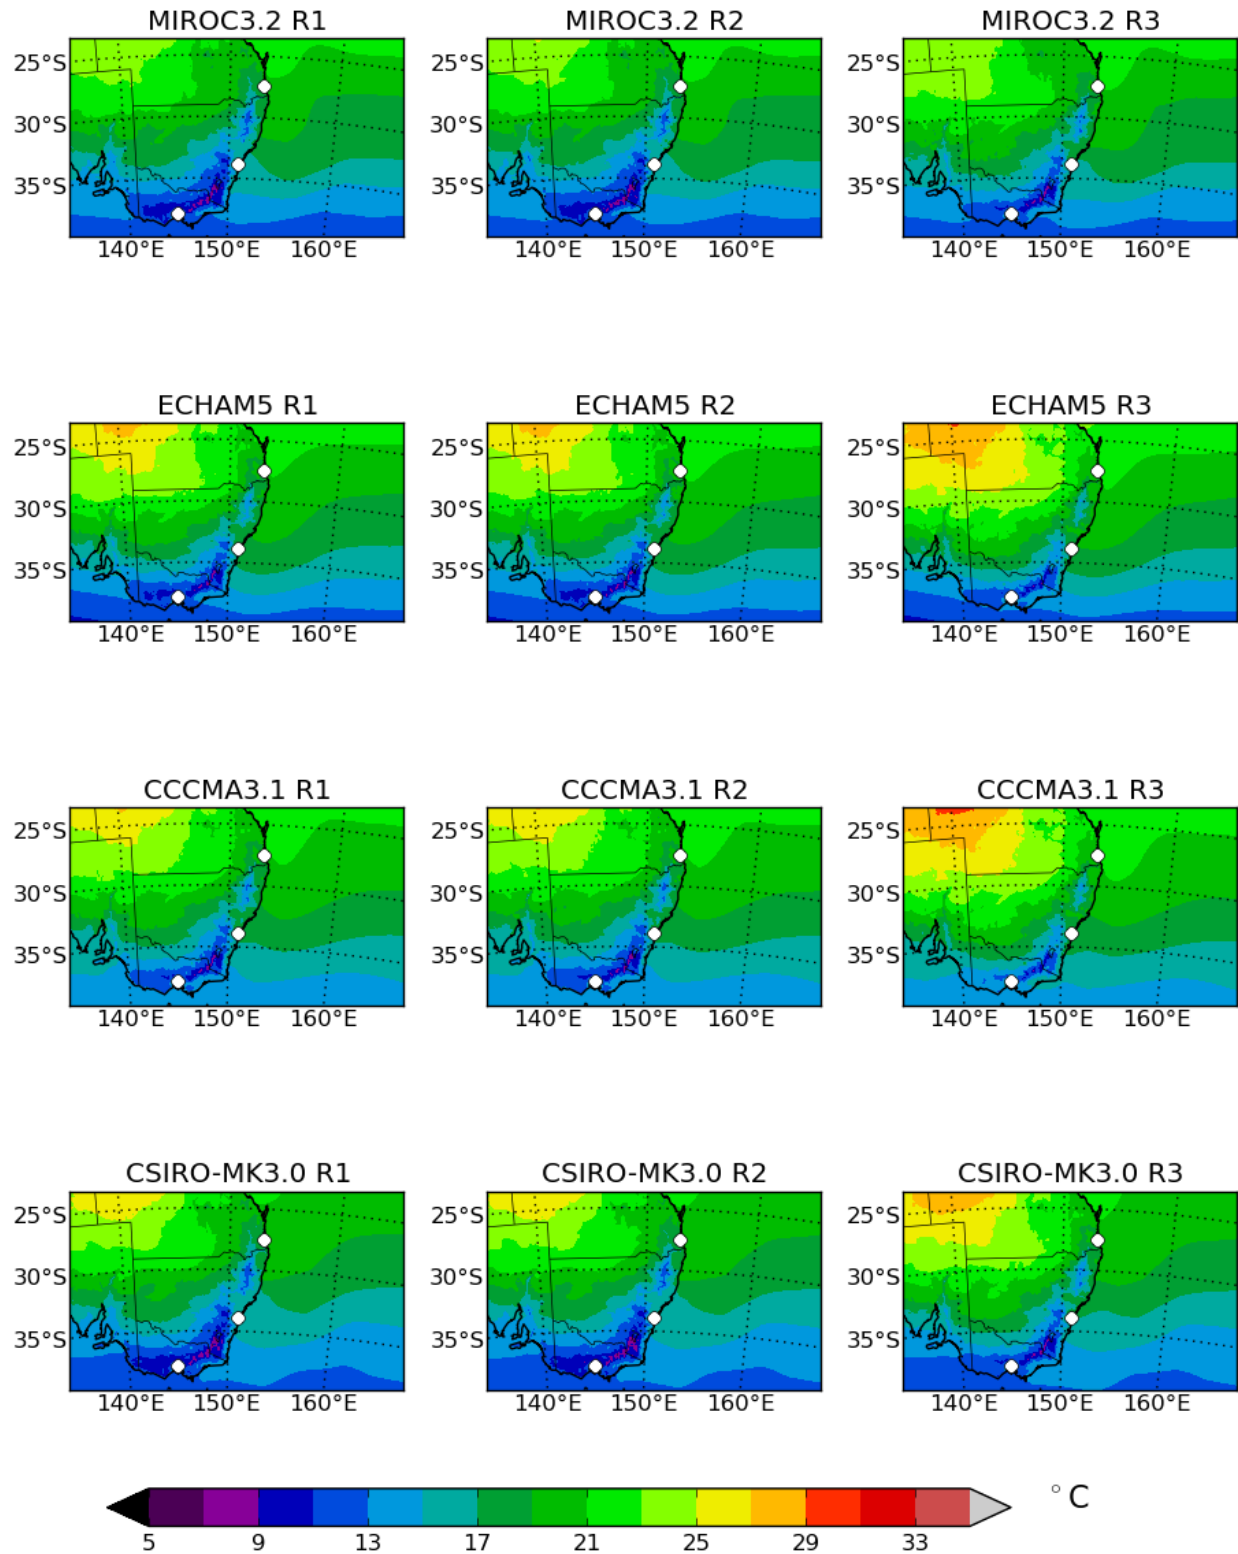 MIROC3.2 R1 MIROC3.2 R2 MIROC3.2 R3
25°S 25°S 25°S
30°S 30°S 30°S
35°S 35°S 35°S
140°E 150°E 160°E 140°E 150°E 160°E 140°E 150°E 160°E
ECHAM5 R1 ECHAM5 R2 ECHAM5 R3
25°S 25°S 25°S
30°S 30°S 30°S
35°S 35°S 35°S
140°E 150°E 160°E 140°E 150°E 160°E 140°E 150°E 160°E
CCCMA3.1 R1 CCCMA3.1 R2 CCCMA3.1 R3
25°S 25°S 25°S
30°S 30°S 30°S
35°S 35°S 35°S
140°E 150°E 160°E 140°E 150°E 160°E 140°E 150°E 160°E
CSIRO-MK3.0 R1 CSIRO-MK3.0 R2 CSIRO-MK3.0 R3
25°S 25°S 25°S
30°S 30°S 30°S
35°S 35°S 35°S
140°E 150°E 160°E 140°E 150°E 160°E 140°E 150°E 160°E
°C
5 9 13 17 21 25 29 33